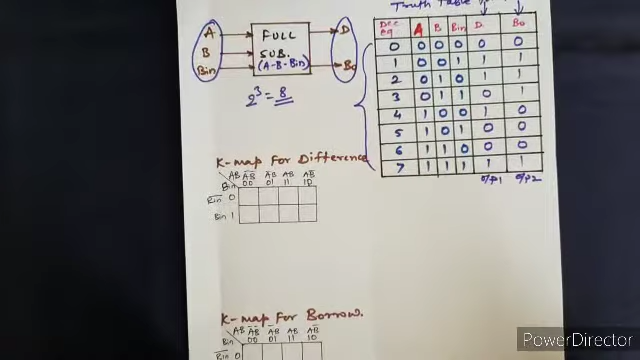 Truth Table
A
B
Bin
FULL
SUB.
(A-B-Bin)
D
Bo
2³ = 8
Dec eq A B Bin D Bo
0 0 0 0 0 0
1 0 0 1 1 1
2 0 1 0 1 1
3 0 1 1 0 1
4 1 0 0 1 0
5 1 0 1 0 0
6 1 1 0 0 0
7 1 1 1 1 1
O/P1 O/P2
K-map For Difference
AB A̅B̅ A̅B AB AB̅
Bin 00 01 11 10
B̅i̅n̅ 0
Bin 1
K-map For Borrow.
AB A̅B̅ A̅B AB AB̅
Bin 00 01 11 10
0
PowerDirector